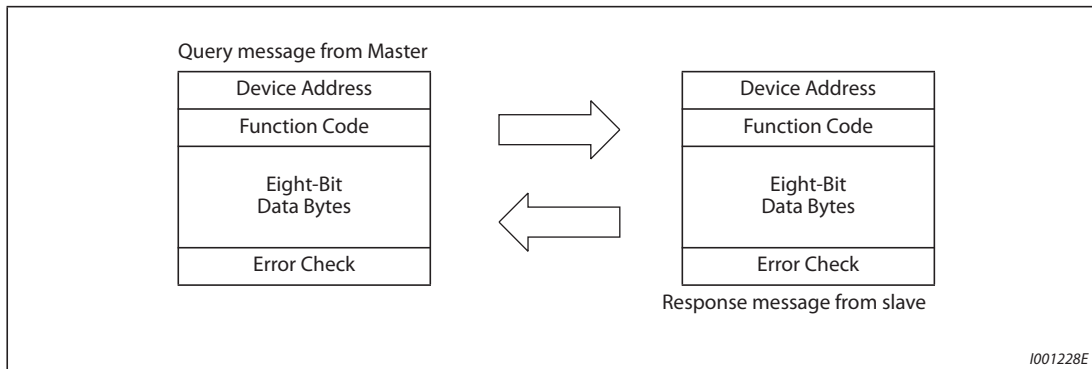 Query message from Master
Device Address
Function Code
Eight-Bit
Data Bytes
Error Check
Device Address
Function Code
Eight-Bit
Data Bytes
Error Check
Response message from slave
I001228E